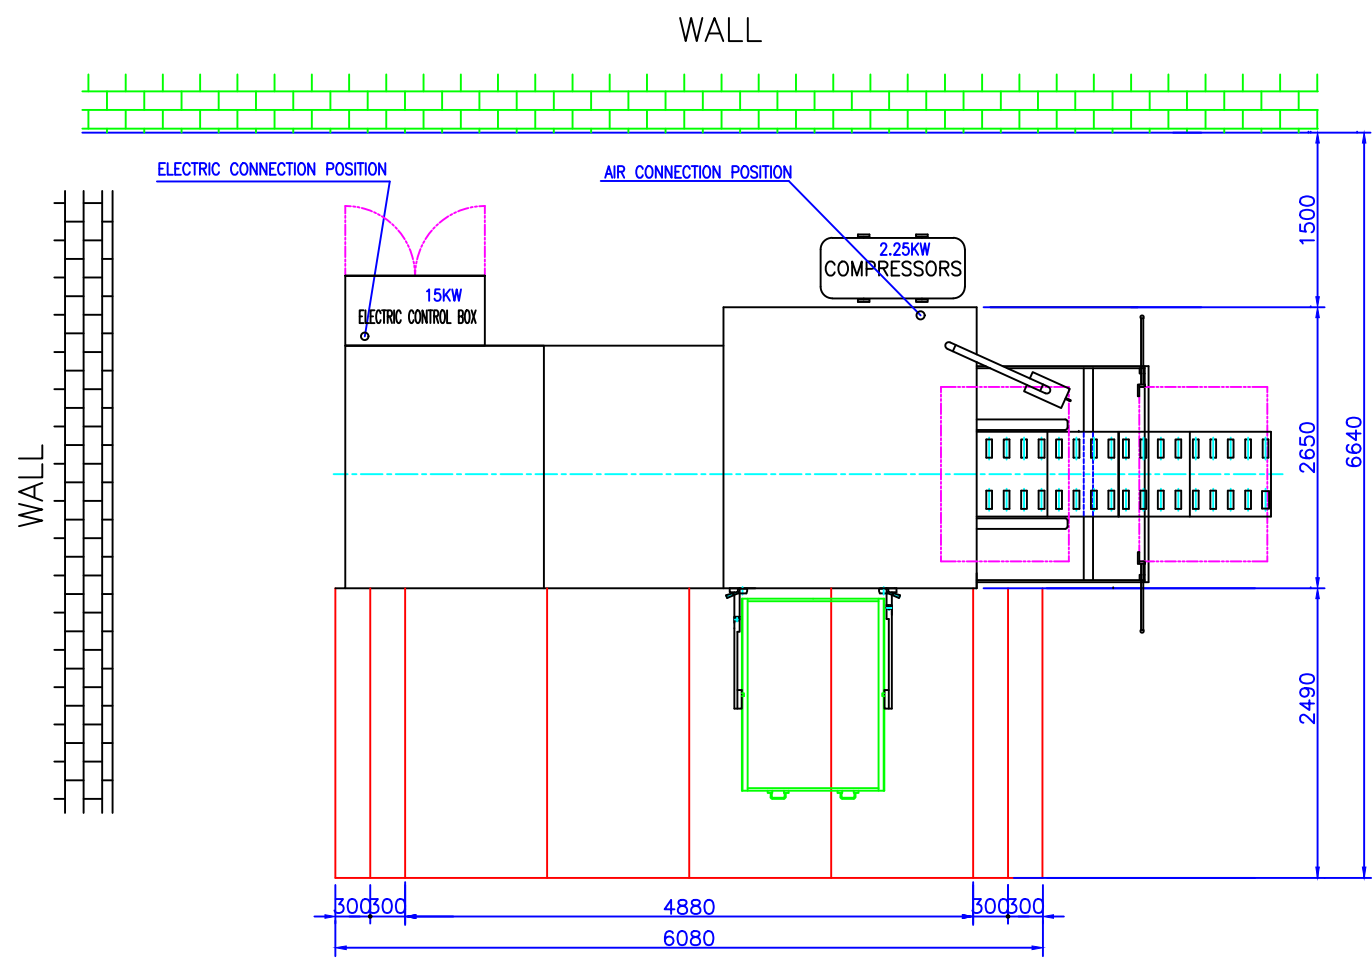 WALL
ELECTRIC CONNECTION POSITION
AIR CONNECTION POSITION
2.25KW
COMPRESSORS
15KW
ELECTRIC CONTROL BOX
WALL
1500
2650
6640
2490
300
300
4880
300
300
6080